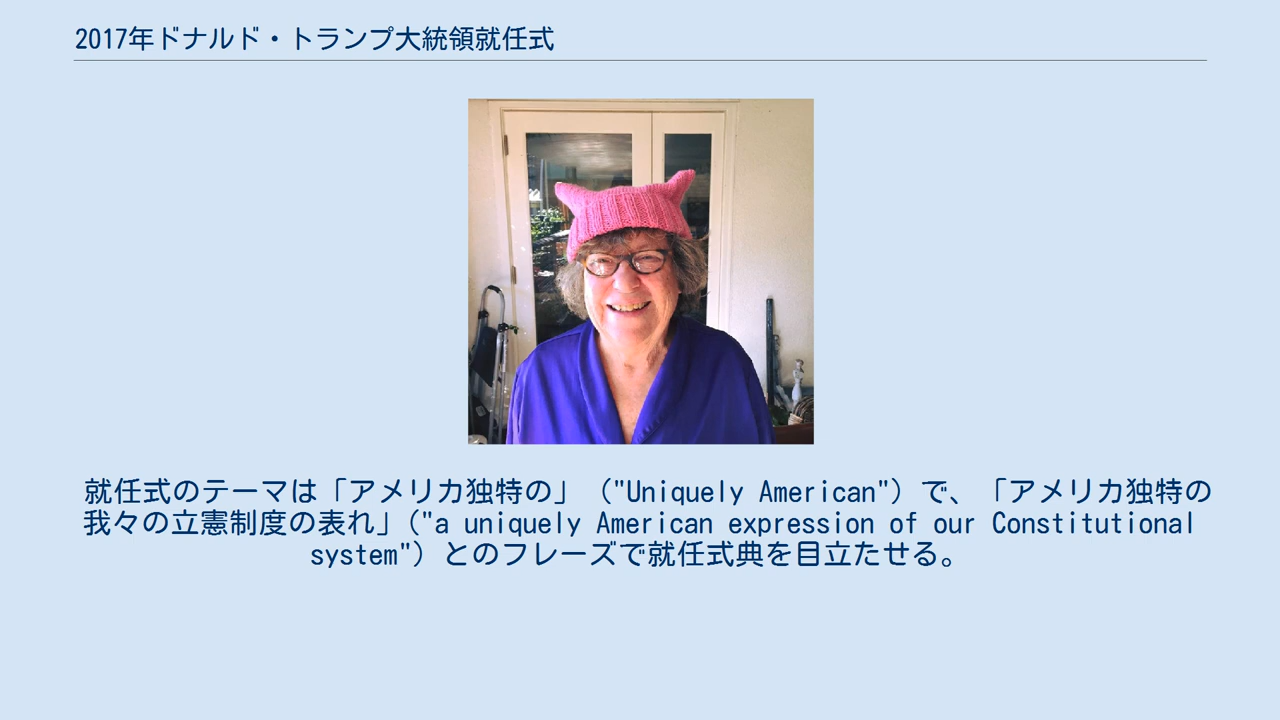 2017年ドナルド・トランプ大統領就任式
就任式のテーマは「アメリカ独特の」（"Uniquely American"）で、「アメリカ独特の
我々の立憲制度の表れ」（"a uniquely American expression of our Constitutional
system"）とのフレーズで就任式典を目立たせる。